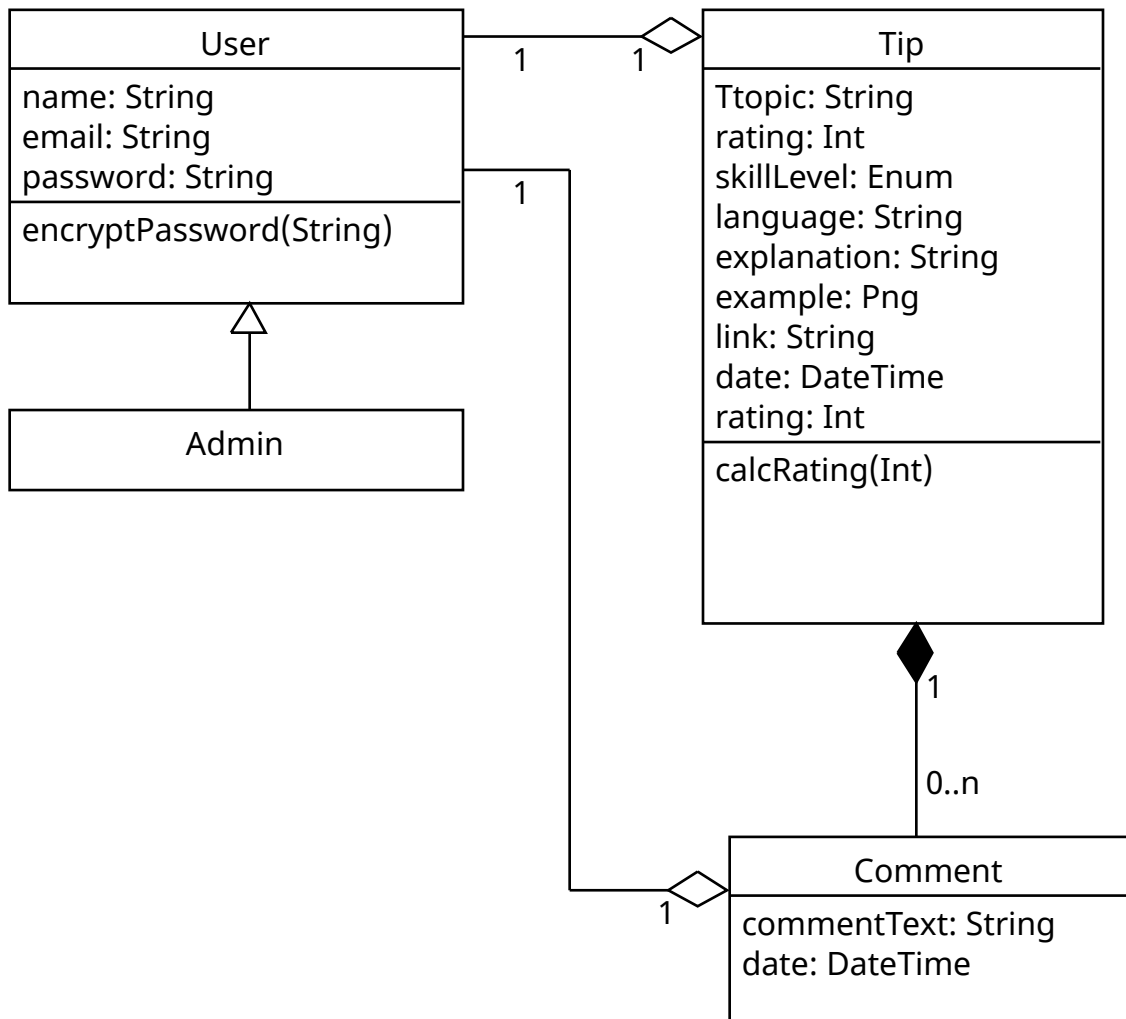 User
name: String
email: String
password: String
encryptPassword(String)
1
1
1
Tip
Ttopic: String
rating: Int
skillLevel: Enum
language: String
explanation: String
example: Png
link: String
date: DateTime
rating: Int
calcRating(Int)
Admin
1
0..n
1
Comment
commentText: String
date: DateTime